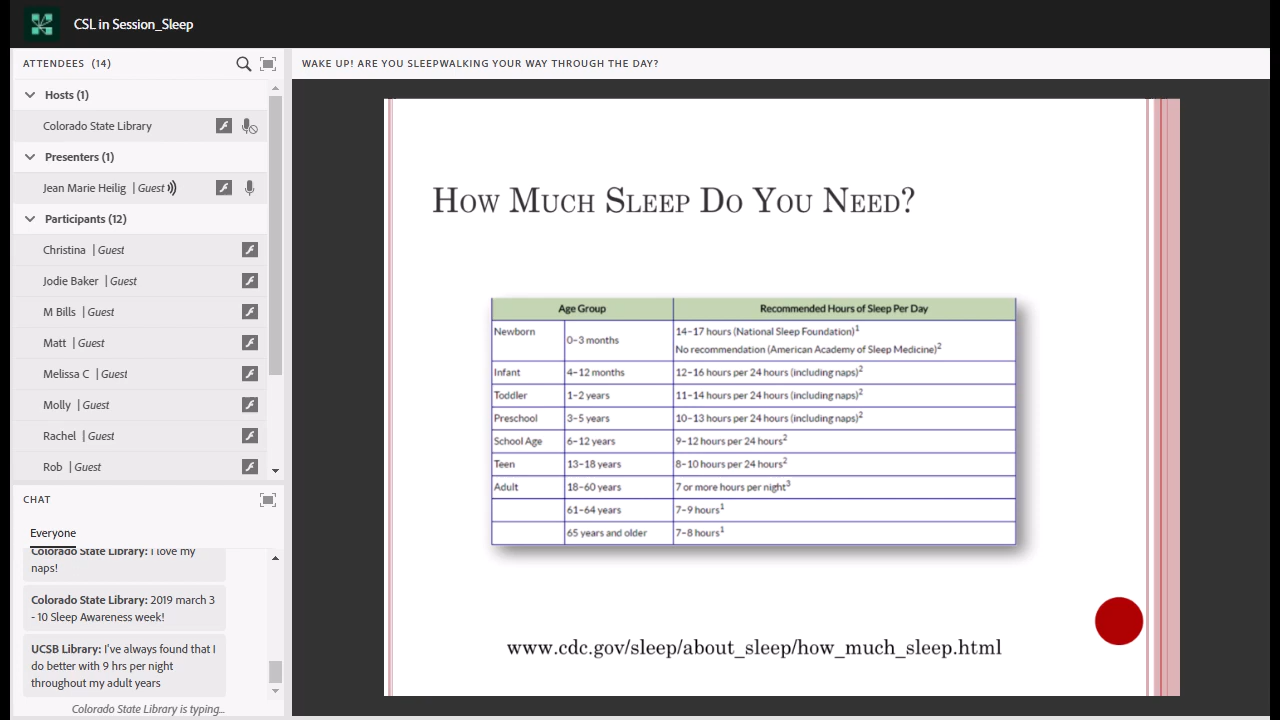 CSL in Session_Sleep
ATTENDEES (14)
Hosts (1)
Colorado State Library
Presenters (1)
Jean Marie Heilig | Guest
Participants (12)
Christina | Guest
Jodie Baker | Guest
M Bills | Guest
Matt | Guest
Melissa C | Guest
Molly | Guest
Rachel | Guest
Rob | Guest
CHAT
Everyone
Colorado State Library: I love my
naps!
Colorado State Library: 2019 march 3
- 10 Sleep Awareness week!
UCSB Library: I've always found that I
do better with 9 hrs per night
throughout my adult years
Colorado State Library is typing...
WAKE UP! ARE YOU SLEEPWALKING YOUR WAY THROUGH THE DAY?
How Much Sleep Do You Need?
Age Group Recommended Hours of Sleep Per Day
Newborn 0–3 months 14–17 hours (National Sleep Foundation)1
No recommendation (American Academy of Sleep Medicine)2
Infant 4–12 months 12–16 hours per 24 hours (including naps)2
Toddler 1–2 years 11–14 hours per 24 hours (including naps)2
Preschool 3–5 years 10–13 hours per 24 hours (including naps)2
School Age 6–12 years 9–12 hours per 24 hours2
Teen 13–18 years 8–10 hours per 24 hours2
Adult 18–60 years 7 or more hours per night3
61–64 years 7–9 hours1
65 years and older 7–8 hours1
www.cdc.gov/sleep/about_sleep/how_much_sleep.html